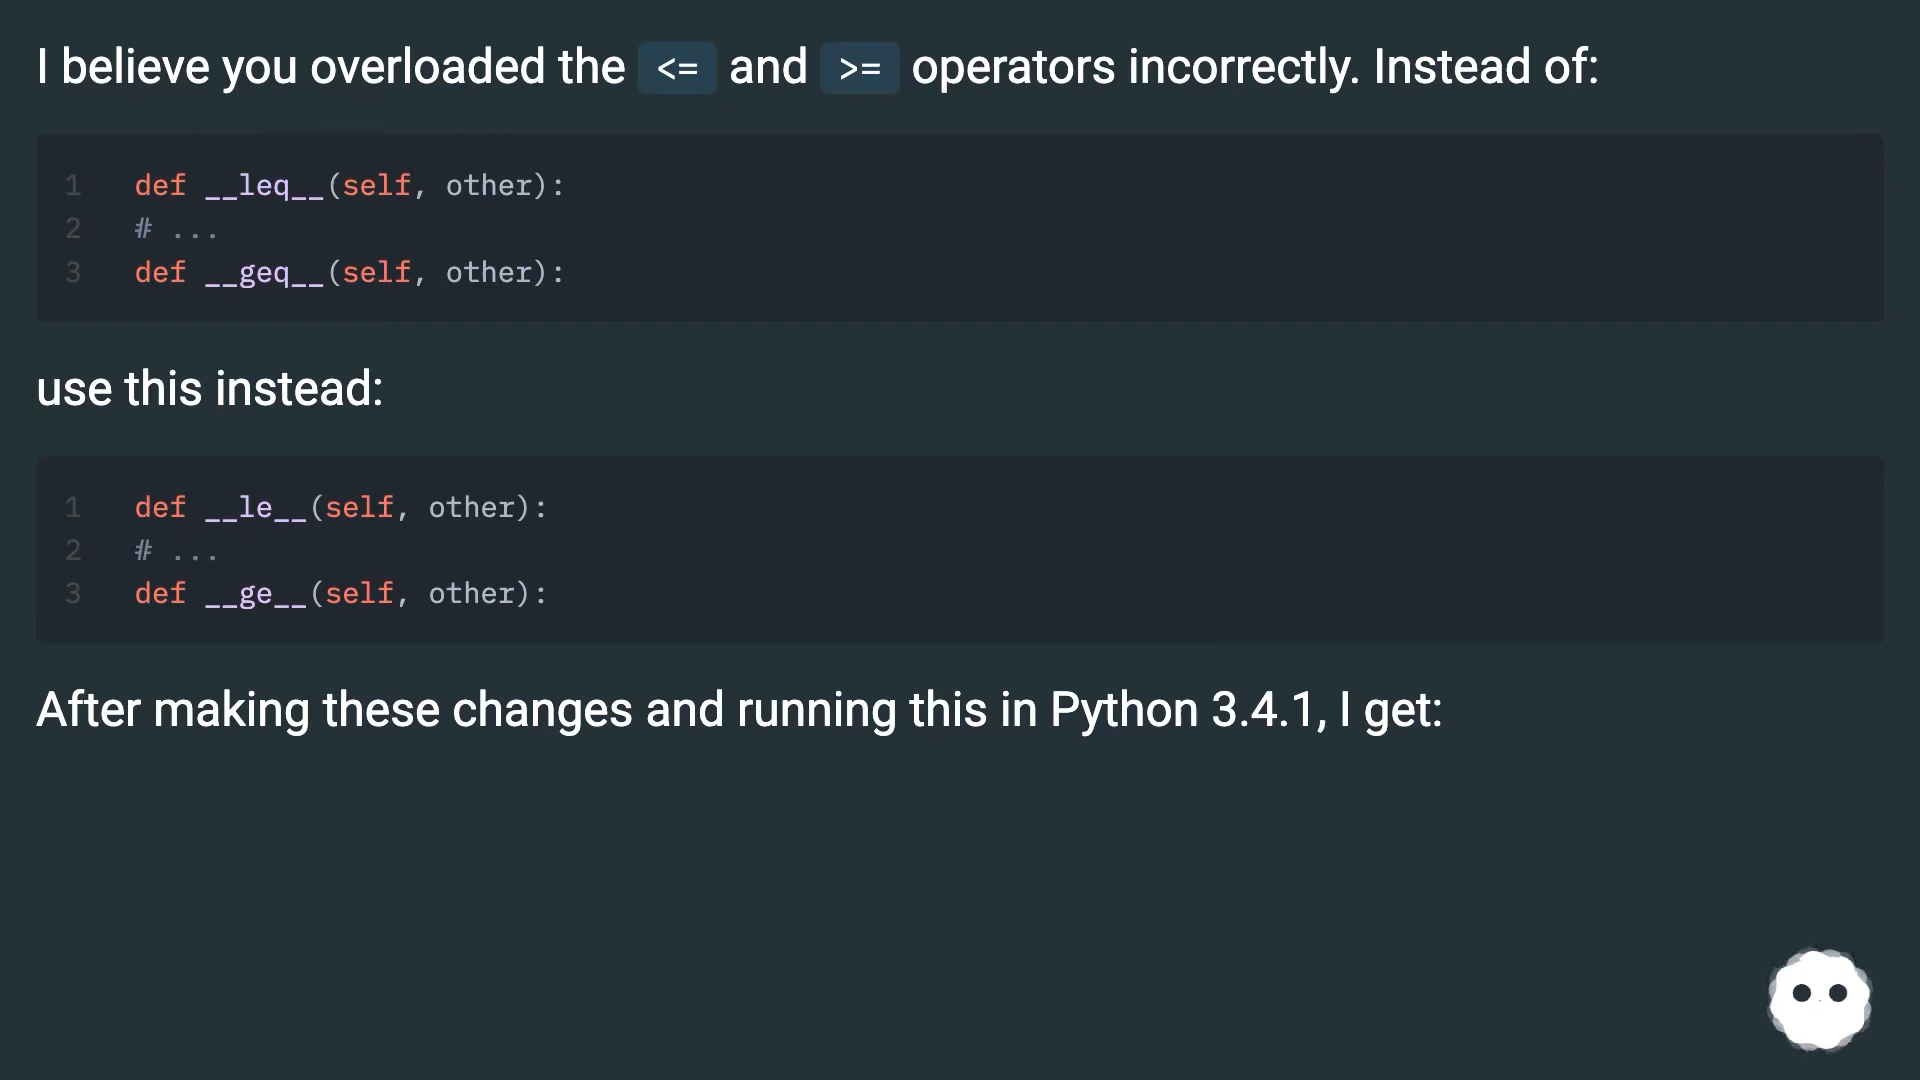 I believe you overloaded the <= and >= operators incorrectly. Instead of:
1 def __leq__(self, other):
2 # ...
3 def __geq__(self, other):
use this instead:
1 def __le__(self, other):
2 # ...
3 def __ge__(self, other):
After making these changes and running this in Python 3.4.1, I get: